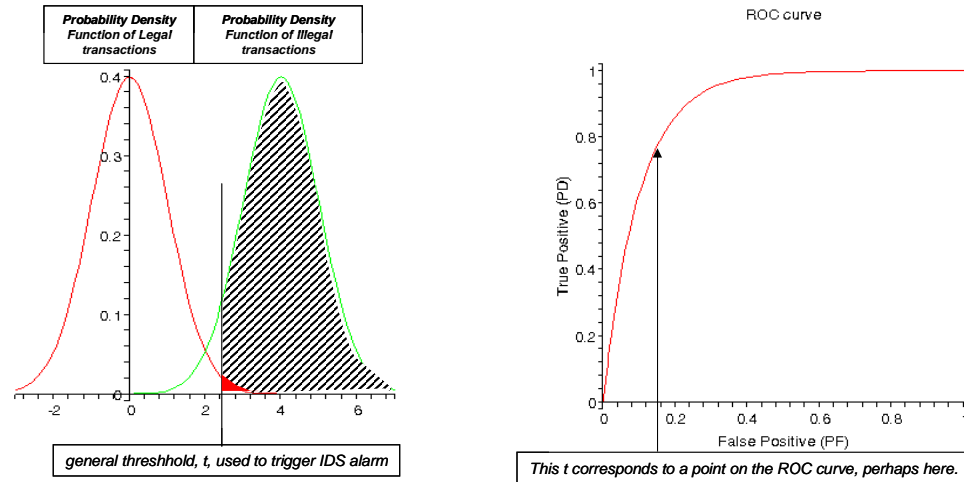 Probability Density
Function of Legal
transactions
Probability Density
Function of Illegal
transactions
0.4
0.3
0.2
0.1
0
-2
0
2
4
6
general threshhold, t, used to trigger IDS alarm
ROC curve
1
0.8
0.6
0.4
0.2
0
True Positive (PD)
0
0.2
0.4
0.6
0.8
1
False Positive (PF)
This t corresponds to a point on the ROC curve, perhaps here.